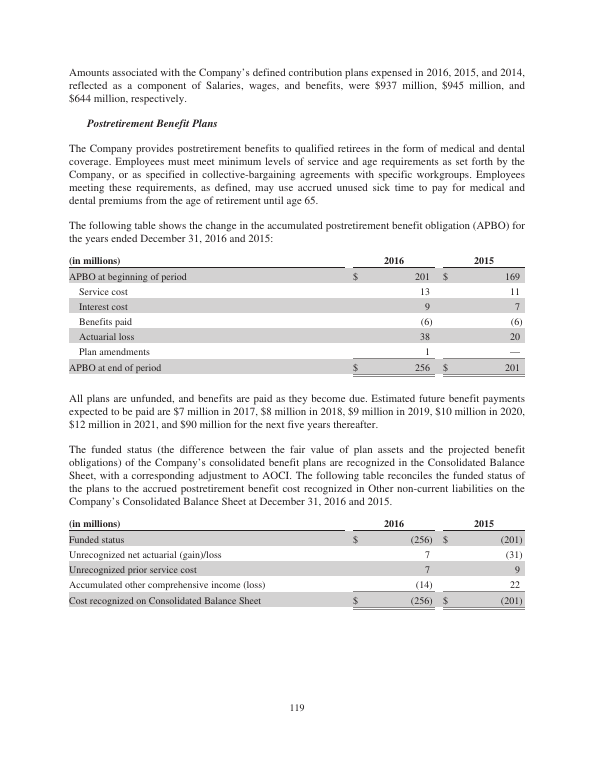 Amounts associated with the Company’s defined contribution plans expensed in 2016, 2015, and 2014,
reflected as a component of Salaries, wages, and benefits, were $937 million, $945 million, and
$644 million, respectively.
Postretirement Benefit Plans
The Company provides postretirement benefits to qualified retirees in the form of medical and dental
coverage. Employees must meet minimum levels of service and age requirements as set forth by the
Company, or as specified in collective-bargaining agreements with specific workgroups. Employees
meeting these requirements, as defined, may use accrued unused sick time to pay for medical and
dental premiums from the age of retirement until age 65.
The following table shows the change in the accumulated postretirement benefit obligation (APBO) for
the years ended December 31, 2016 and 2015:
(in millions) 2016 2015
APBO at beginning of period $ 201 $ 169
Service cost 13 11
Interest cost 9 7
Benefits paid (6) (6)
Actuarial loss 38 20
Plan amendments 1 —
APBO at end of period $ 256 $ 201
All plans are unfunded, and benefits are paid as they become due. Estimated future benefit payments
expected to be paid are $7 million in 2017, $8 million in 2018, $9 million in 2019, $10 million in 2020,
$12 million in 2021, and $90 million for the next five years thereafter.
The funded status (the difference between the fair value of plan assets and the projected benefit
obligations) of the Company’s consolidated benefit plans are recognized in the Consolidated Balance
Sheet, with a corresponding adjustment to AOCI. The following table reconciles the funded status of
the plans to the accrued postretirement benefit cost recognized in Other non-current liabilities on the
Company’s Consolidated Balance Sheet at December 31, 2016 and 2015.
(in millions) 2016 2015
Funded status $ (256) $ (201)
Unrecognized net actuarial (gain)/loss 7 (31)
Unrecognized prior service cost 7 9
Accumulated other comprehensive income (loss) (14) 22
Cost recognized on Consolidated Balance Sheet $ (256) $ (201)
119